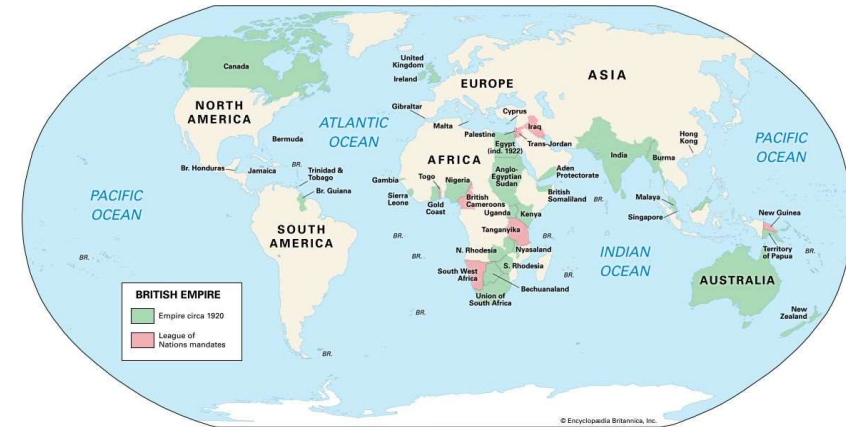 Canada
United
Kingdom
Ireland
EUROPE
ASIA
NORTH
AMERICA
Gibraltar
ATLANTIC
OCEAN
Malta
Cyprus
Palestine
Iraq
Trans-Jordan
Egypt
(ind. 1922)
Bermuda
Hong
Kong
PACIFIC
OCEAN
AFRICA
India
Burma
Br. Honduras
Jamaica
BR.
Trinidad &
Tobago
Br. Guiana
Gambia
Togo
Nigeria
Anglo-
Egyptian
Sudan
Aden
Protectorate
British
Somaliland
BR.
PACIFIC
OCEAN
Sierra
Leone
Gold
Coast
British
Cameroons
Uganda
Kenya
Malaya
Singapore
New Guinea
SOUTH
AMERICA
Tanganyika
BR.
BR.
INDIAN
OCEAN
Territory
of Papua
BR.
BR.
N. Rhodesia
Nyasaland
BR.
BR.
South West
Africa
S. Rhodesia
Bechuanaland
AUSTRALIA
Union of
South Africa
BR.
New
Zealand
BR.
BRITISH EMPIRE
Empire circa 1920
League of
Nations mandates
© Encyclopædia Britannica, Inc.